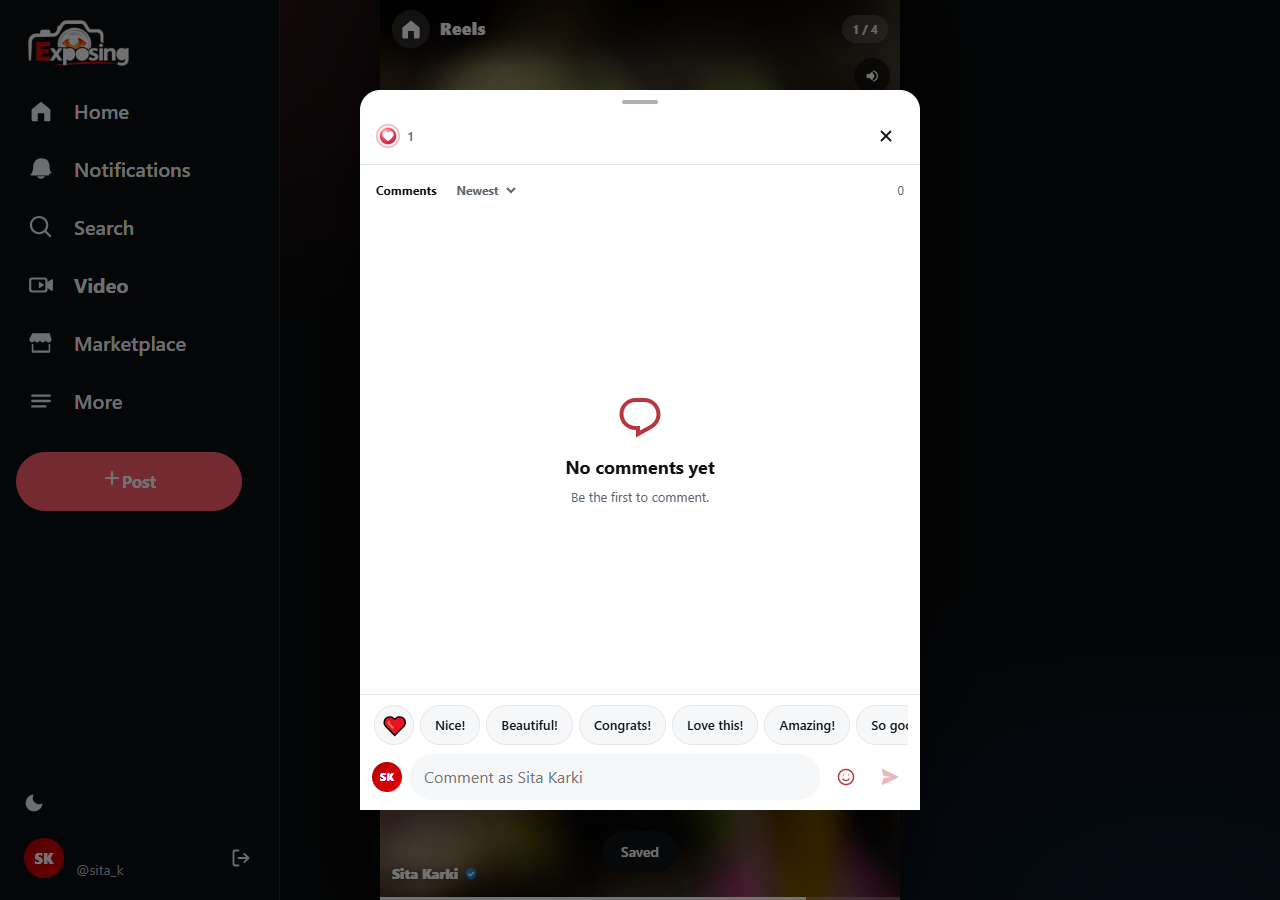 Exposing
Home
Notifications
Search
Video
Marketplace
More
+ Post
SK
@sita_k
Reels
1 / 4
1
Comments
Newest
0
No comments yet
Be the first to comment.
Nice!
Beautiful!
Congrats!
Love this!
Amazing!
So goo
SK
Comment as Sita Karki
Saved
Sita Karki